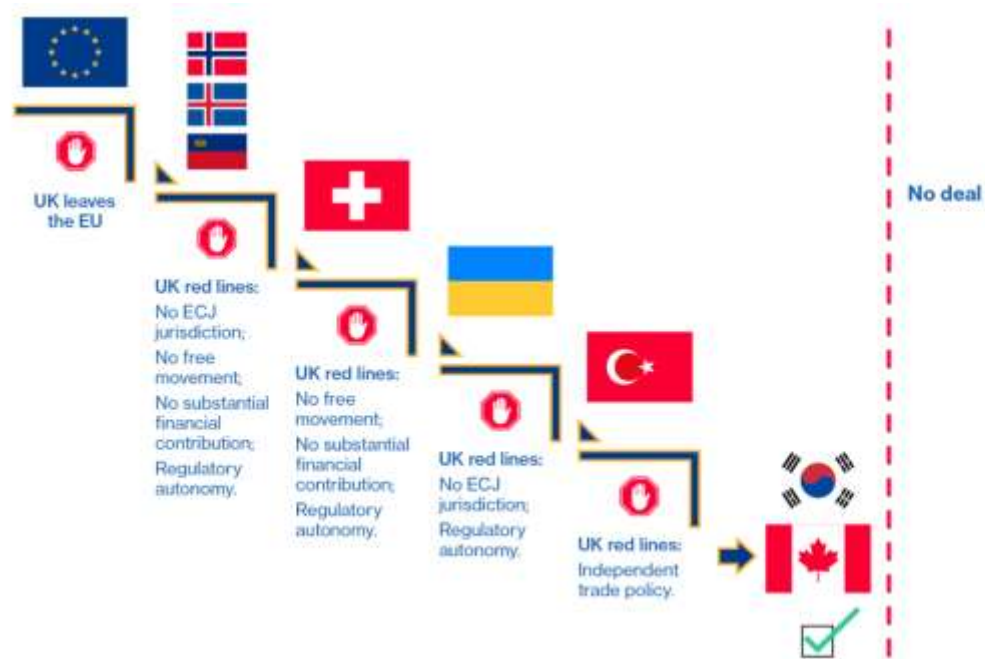 UK leaves
the EU
UK red lines:
No ECJ
jurisdiction;
No free
movement;
No substantial
financial
contribution;
Regulatory
autonomy.
UK red lines:
No free
movement;
No substantial
financial
contribution;
Regulatory
autonomy.
UK red lines:
No ECJ
jurisdiction;
Regulatory
autonomy.
UK red lines:
Independent
trade policy.
No deal